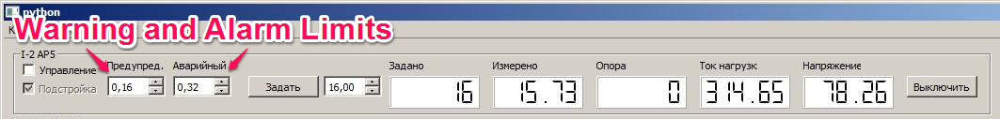 python
Warning and Alarm Limits
I-2 AP5
Управление
Предупред.
Аварийный
Задано
Измерено
Опора
Ток нагрузк
Напряжение
Подстройка
0,16
0,32
Задать
16,00
16
15.73
0
314.65
78.26
Выключить